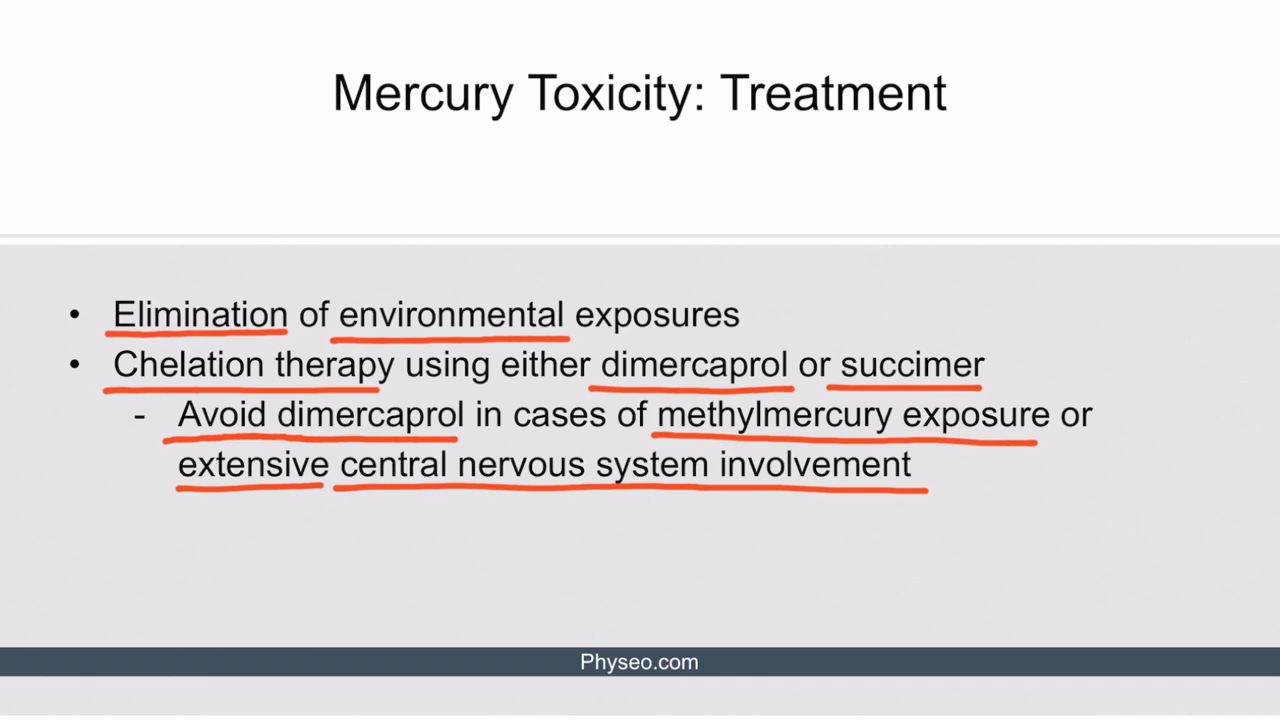 Mercury Toxicity: Treatment
• Elimination of environmental exposures
• Chelation therapy using either dimercaprol or succimer
- Avoid dimercaprol in cases of methylmercury exposure or
extensive central nervous system involvement
Physeo.com